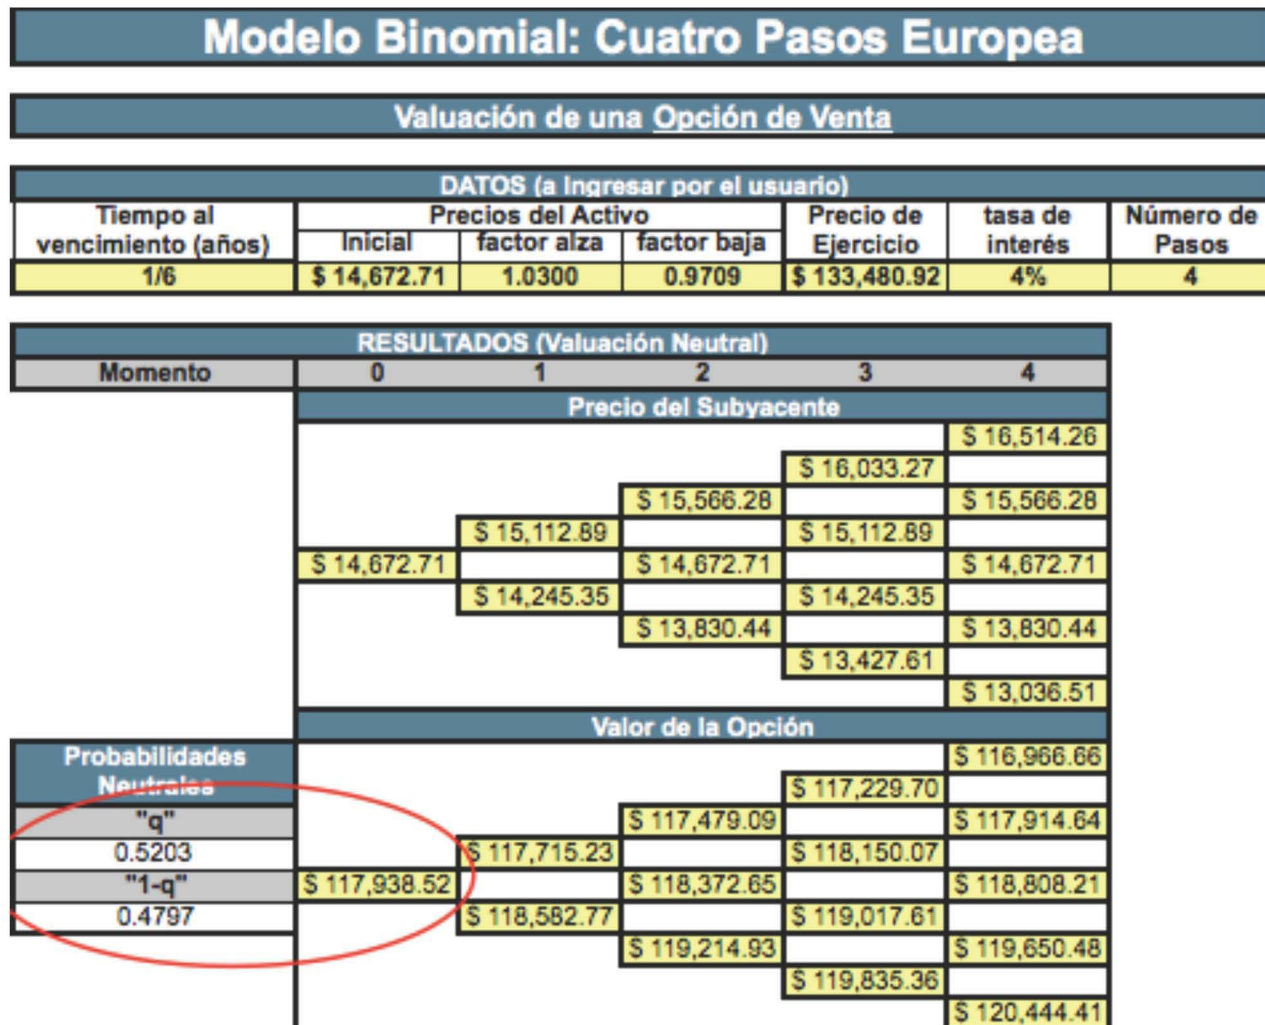 Modelo Binomial: Cuatro Pasos Europea
Valuación de una Opción de Venta
DATOS (a Ingresar por el usuario)
Tiempo al vencimiento (años)
Precios del Activo
Inicial factor alza factor baja
Precio de Ejercicio
tasa de interés
Número de Pasos
1/6 $ 14,672.71 1.0300 0.9709 $ 133,480.92 4% 4
RESULTADOS (Valuación Neutral)
Momento 0 1 2 3 4
Precio del Subyacente
$ 16,514.26
$ 16,033.27
$ 15,566.28 $ 15,566.28
$ 15,112.89 $ 15,112.89
$ 14,672.71 $ 14,672.71 $ 14,672.71
$ 14,245.35 $ 14,245.35
$ 13,830.44 $ 13,830.44
$ 13,427.61
$ 13,036.51
Valor de la Opción
Probabilidades $ 116,966.66
Neutrales $ 117,229.70
"q" $ 117,479.09 $ 117,914.64
0.5203 $ 117,715.23 $ 118,150.07
"1-q" $ 117,938.52 $ 118,372.65 $ 118,808.21
0.4797 $ 118,582.77 $ 119,017.61
$ 119,214.93 $ 119,650.48
$ 119,835.36
$ 120,444.41